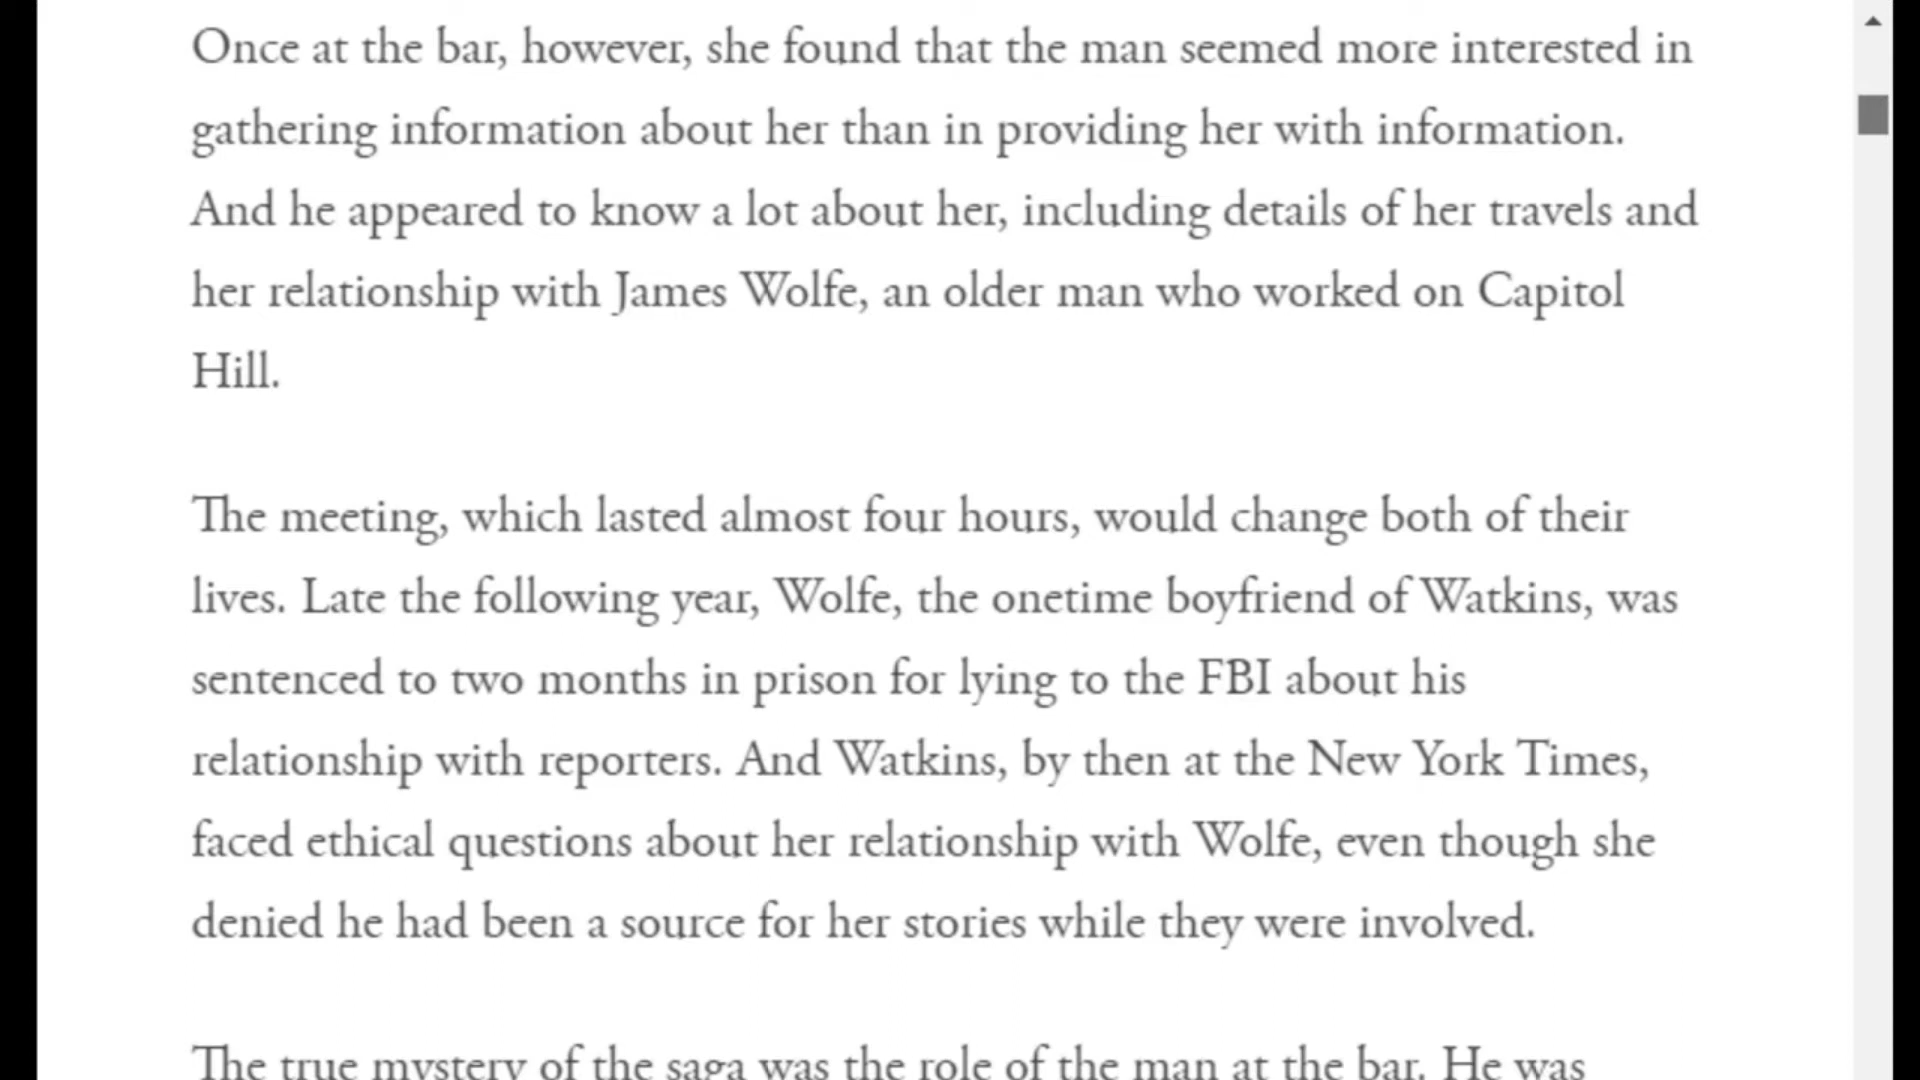 Once at the bar, however, she found that the man seemed more interested in
gathering information about her than in providing her with information.
And he appeared to know a lot about her, including details of her travels and
her relationship with James Wolfe, an older man who worked on Capitol
Hill.
The meeting, which lasted almost four hours, would change both of their
lives. Late the following year, Wolfe, the onetime boyfriend of Watkins, was
sentenced to two months in prison for lying to the FBI about his
relationship with reporters. And Watkins, by then at the New York Times,
faced ethical questions about her relationship with Wolfe, even though she
denied he had been a source for her stories while they were involved.
The true mystery of the saga was the role of the man at the bar. He was